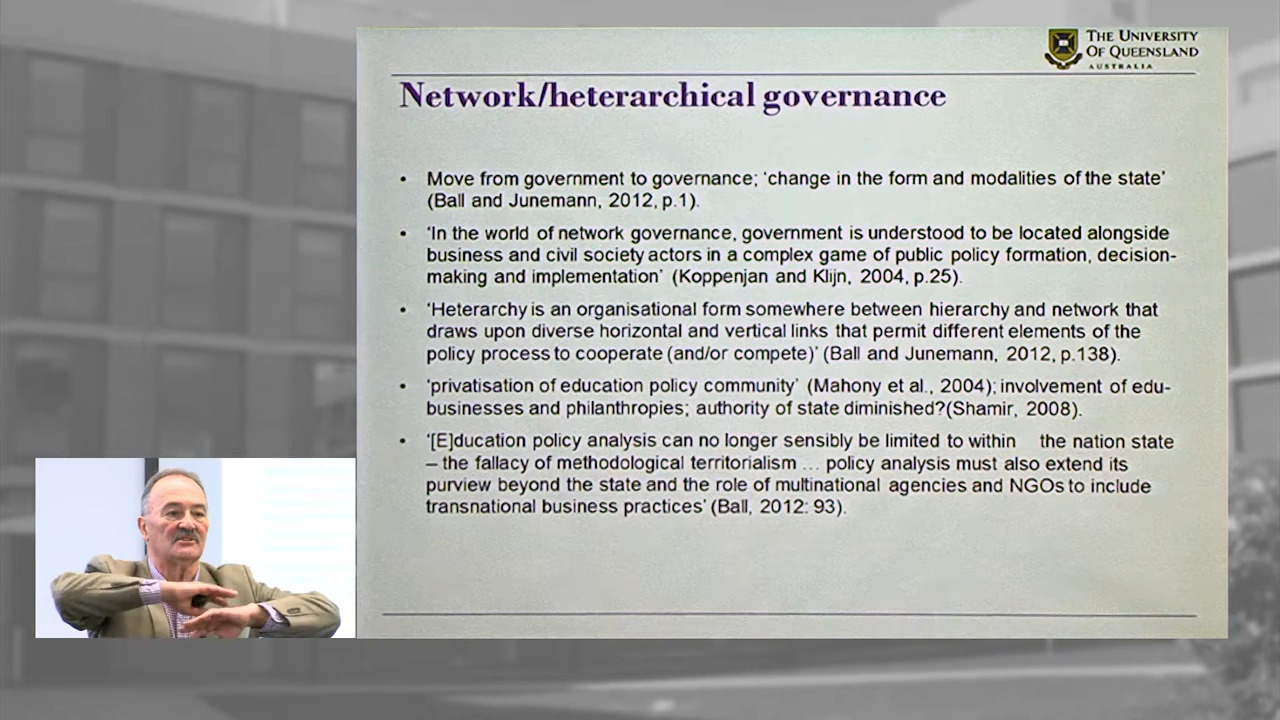 THE UNIVERSITY
OF QUEENSLAND
AUSTRALIA
Network/heterarchical governance
• Move from government to governance; ‘change in the form and modalities of the state’
(Ball and Junemann, 2012, p.1).
• ‘In the world of network governance, government is understood to be located alongside
business and civil society actors in a complex game of public policy formation, decision-
making and implementation’ (Koppenjan and Klijn, 2004, p.25).
• ‘Heterarchy is an organisational form somewhere between hierarchy and network that
draws upon diverse horizontal and vertical links that permit different elements of the
policy process to cooperate (and/or compete)’ (Ball and Junemann, 2012, p.138).
• ‘privatisation of education policy community’ (Mahony et al., 2004); involvement of edu-
businesses and philanthropies; authority of state diminished?(Shamir, 2008).
• ‘[E]ducation policy analysis can no longer sensibly be limited to within the nation state
– the fallacy of methodological territorialism … policy analysis must also extend its
purview beyond the state and the role of multinational agencies and NGOs to include
transnational business practices’ (Ball, 2012: 93).